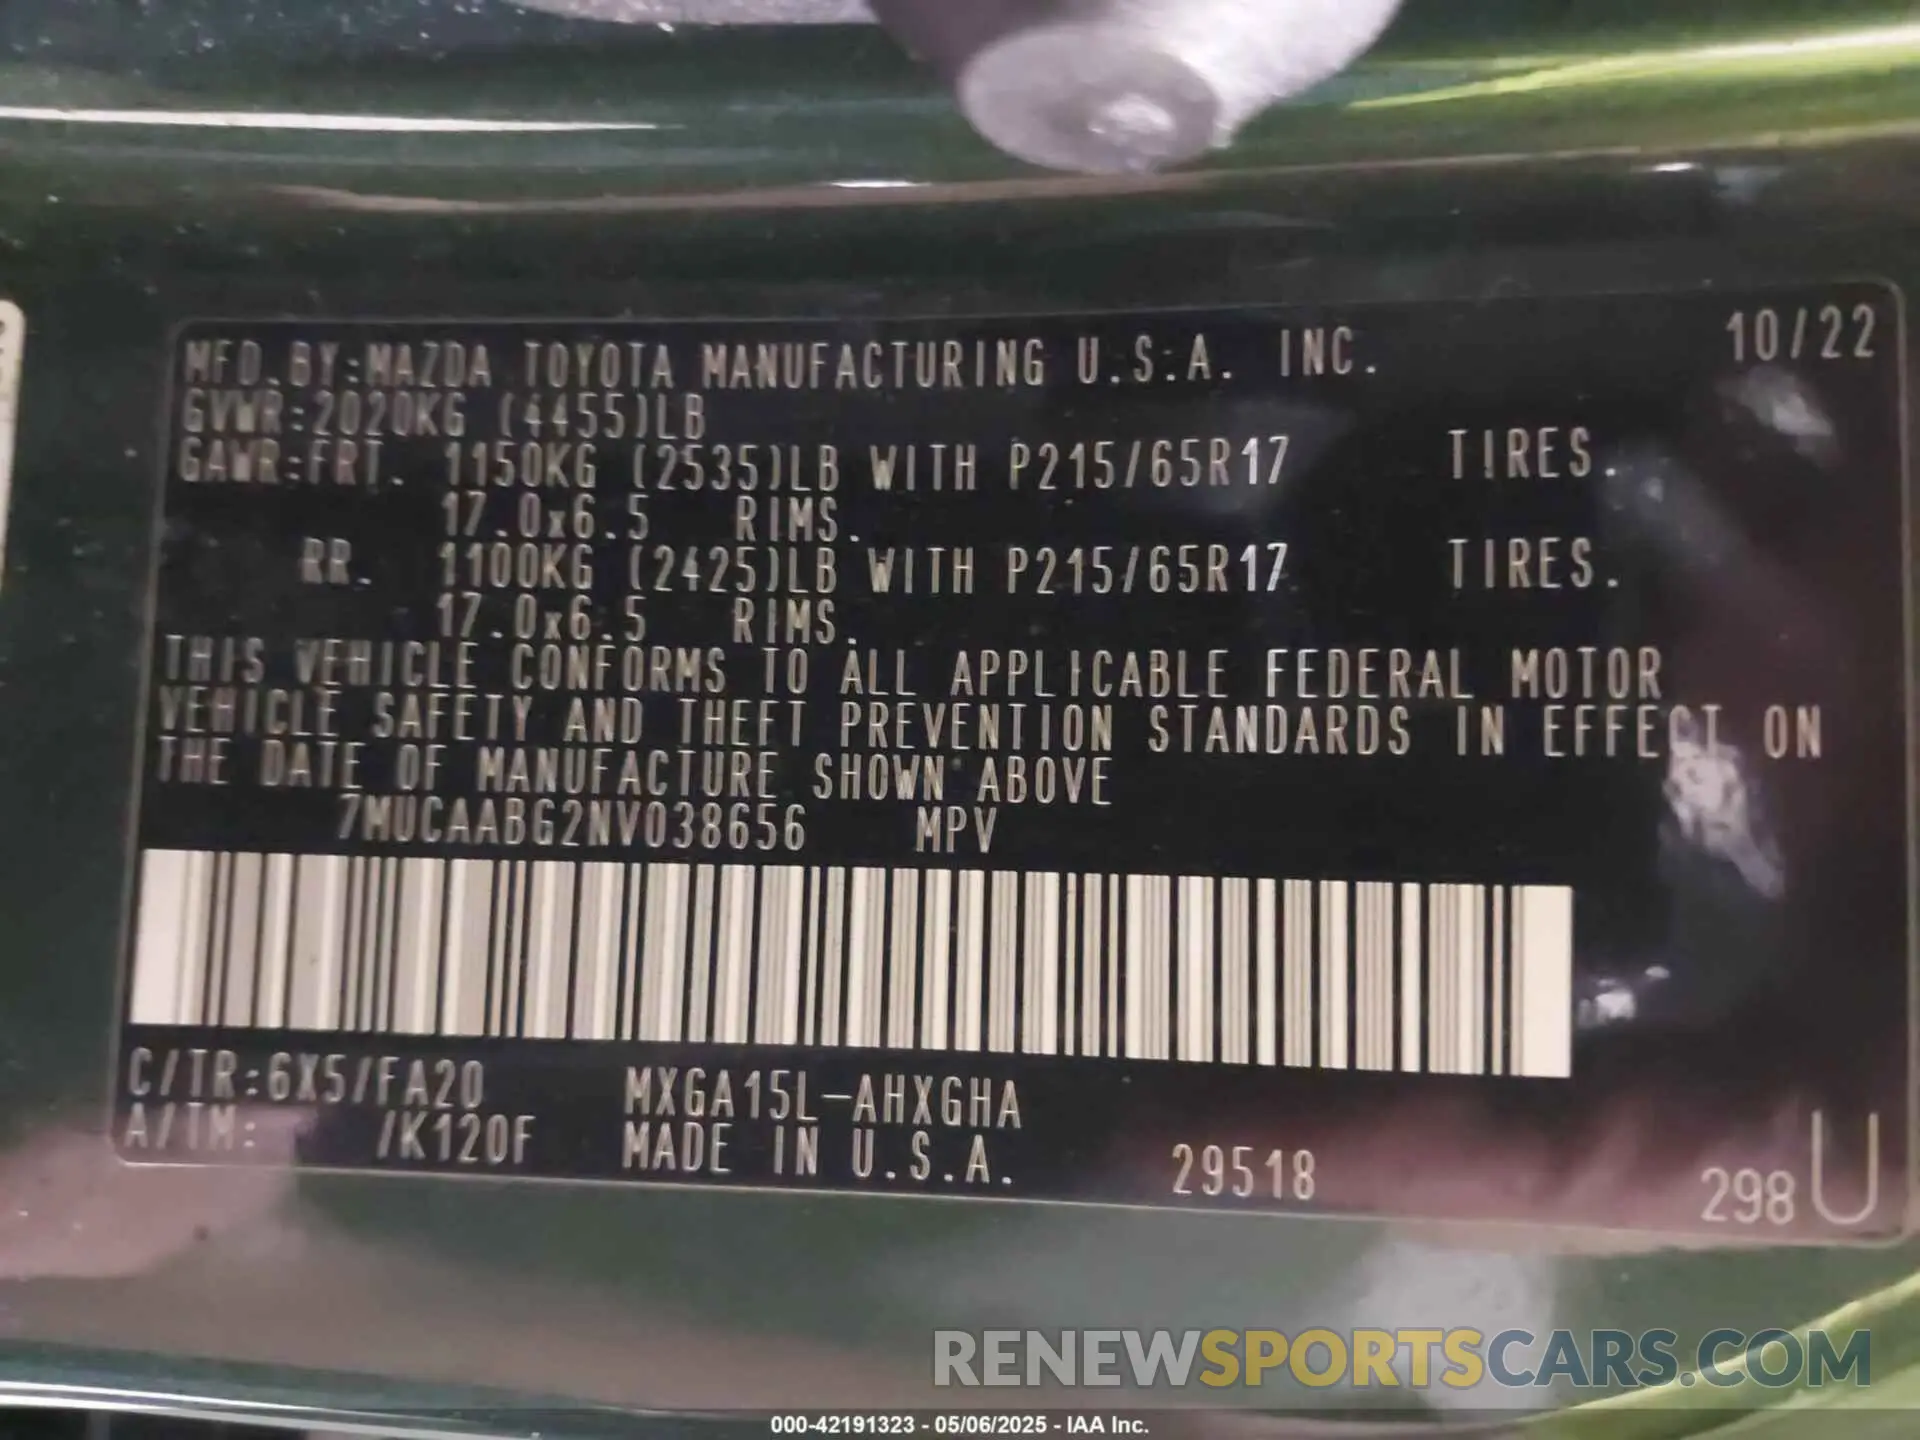 MFD.BY:MAZDA TOYOTA MANUFACTURING U.S.A. INC. 10/22
GVWR:2020KG (4455)LB
GAWR:FRT. 1150KG (2535)LB WITH P215/65R17 TIRES.
17.0x6.5 RIMS.
RR. 1100KG (2425)LB WITH P215/65R17 TIRES.
17.0x6.5 RIMS.
THIS VEHICLE CONFORMS TO ALL APPLICABLE FEDERAL MOTOR
VEHICLE SAFETY AND THEFT PREVENTION STANDARDS IN EFFECT ON
THE DATE OF MANUFACTURE SHOWN ABOVE
7MUCAABG2NV038656 MPV
C/TR:6X5/FA20 MXGA15L-AHXGHA
A/TM: /K120F MADE IN U.S.A. 29518 298 U
RENEWSPORTSCARS.COM
000-42191323 - 05/06/2025 - IAA Inc.